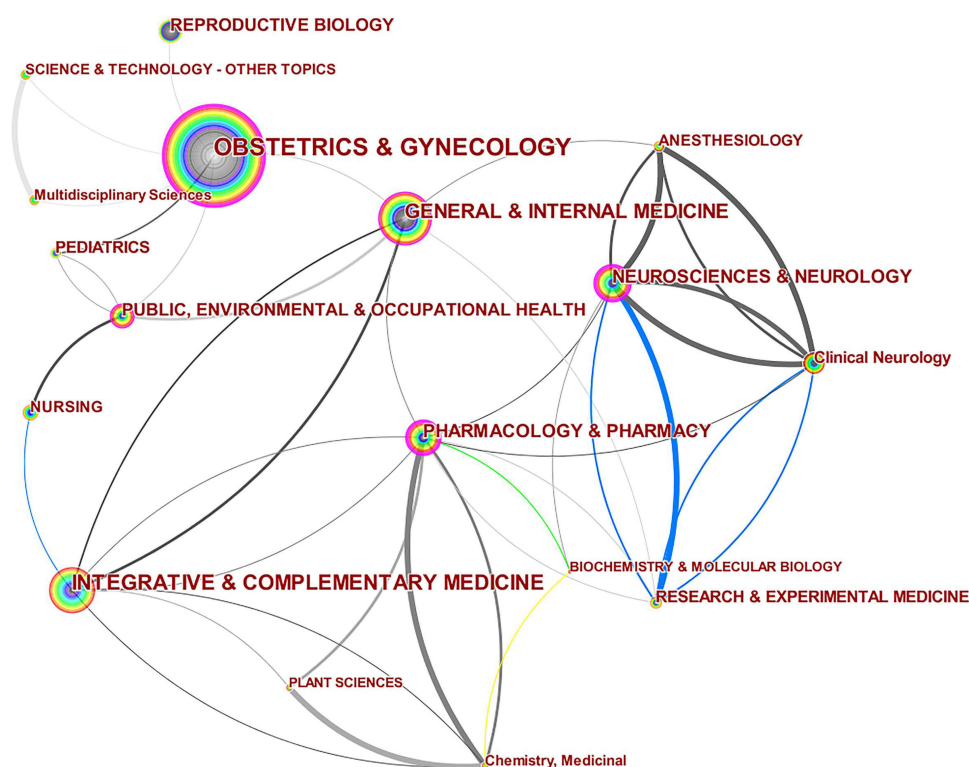 REPRODUCTIVE BIOLOGY
SCIENCE & TECHNOLOGY - OTHER TOPICS
OBSTETRICS & GYNECOLOGY
ANESTHESIOLOGY
Multidisciplinary Sciences
GENERAL & INTERNAL MEDICINE
PEDIATRICS
NEUROSCIENCES & NEUROLOGY
PUBLIC, ENVIRONMENTAL & OCCUPATIONAL HEALTH
Clinical Neurology
NURSING
PHARMACOLOGY & PHARMACY
BIOCHEMISTRY & MOLECULAR BIOLOGY
INTEGRATIVE & COMPLEMENTARY MEDICINE
RESEARCH & EXPERIMENTAL MEDICINE
PLANT SCIENCES
Chemistry, Medicinal